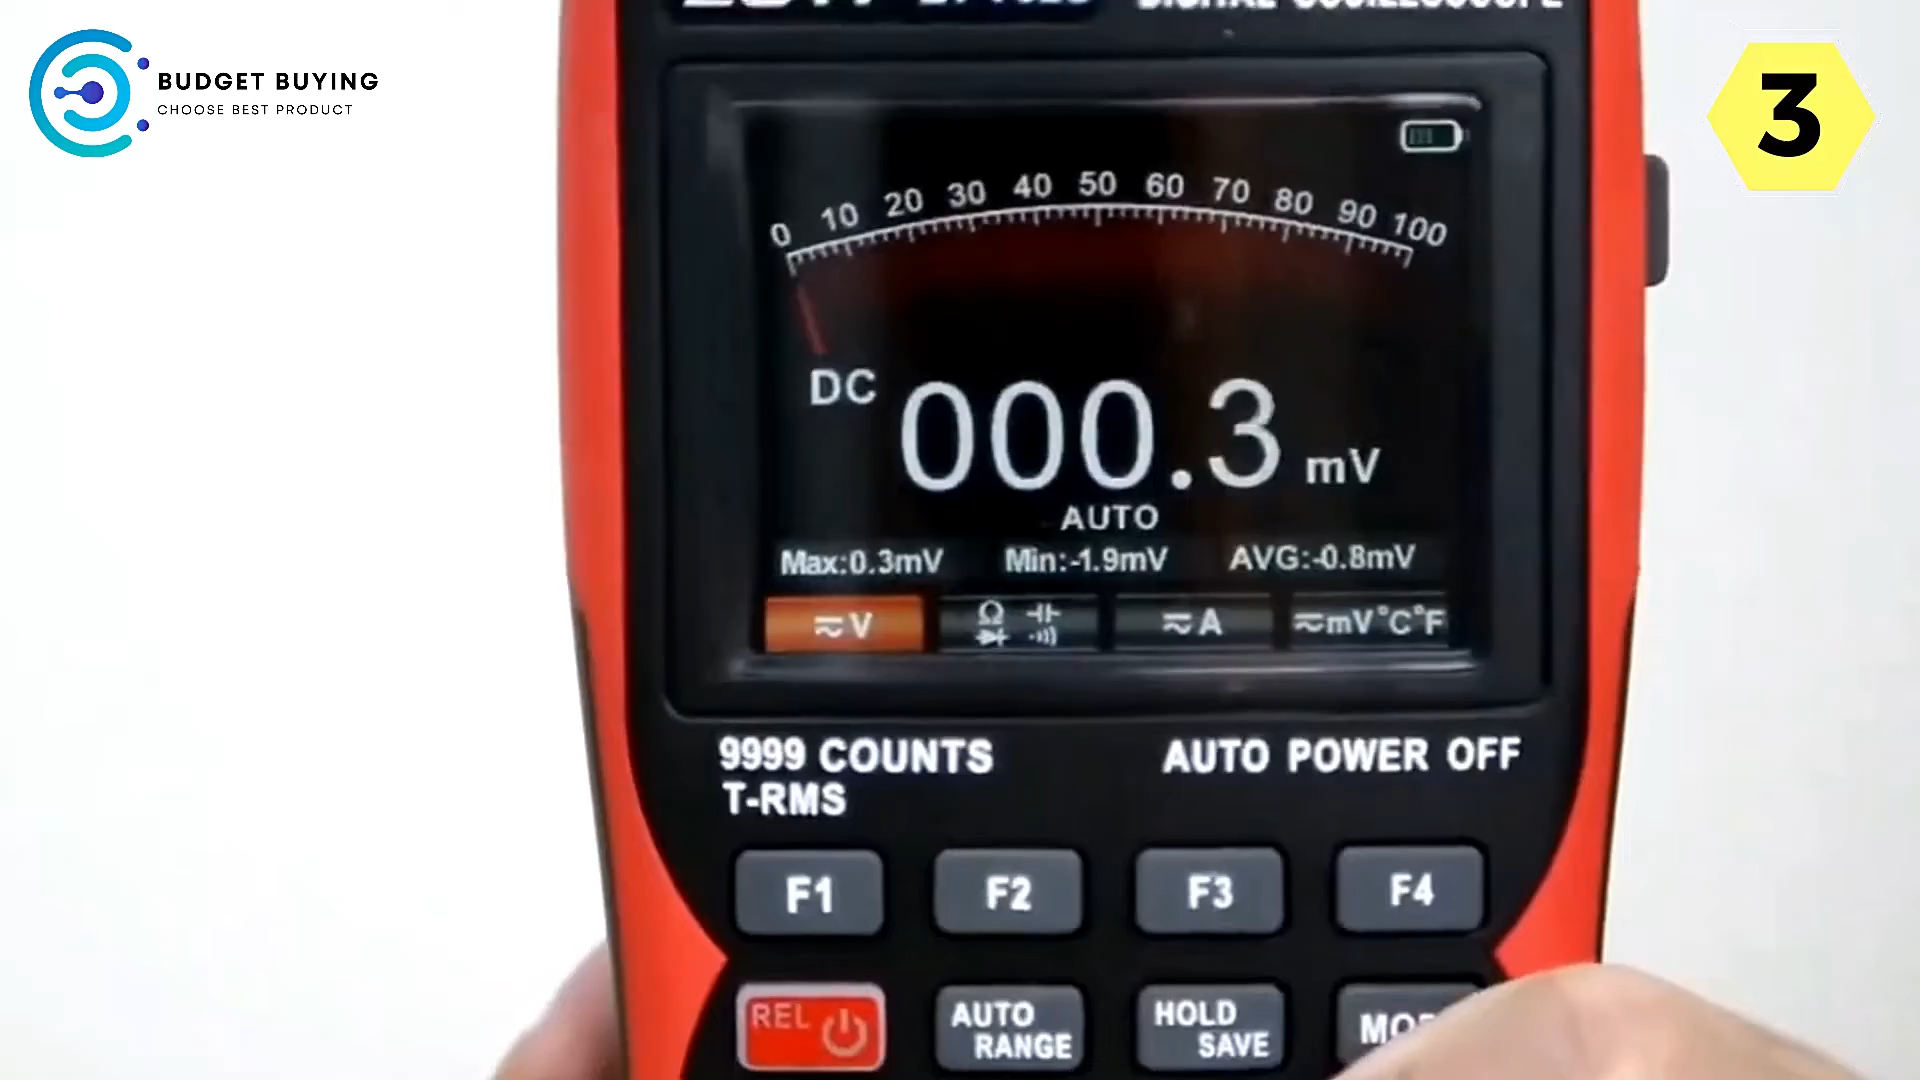 BUDGET BUYING
CHOOSE BEST PRODUCT
3
DIGITAL OSCILLOSCOPE
0 10 20 30 40 50 60 70 80 90 100
DC 000.3 mV
AUTO
Max:0.3mV Min:-1.9mV AVG:-0.8mV
≂V Ω ≂A ≂mV°C°F
9999 COUNTS AUTO POWER OFF
T-RMS
F1 F2 F3 F4
REL AUTO RANGE HOLD SAVE